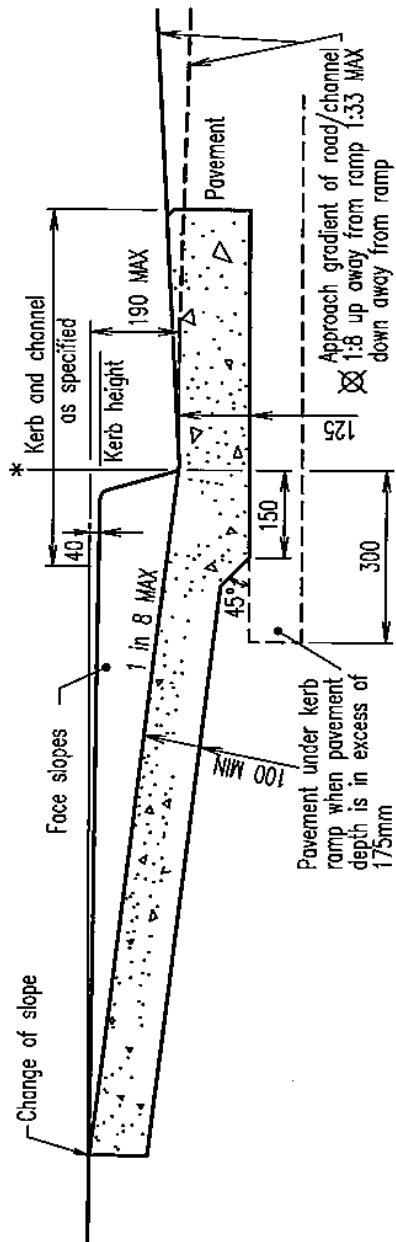 Change of slope
Face slopes
40
*
Kerb and channel
as specified
Kerb height
190 MAX
1 in 8 MAX
Pavement
100 MIN
45°
150
300
125
Pavement under kerb
ramp when pavement
depth is in excess of
175mm
Approach gradient of road/channel
1:8 up away from ramp 1:33 MAX
down away from ramp